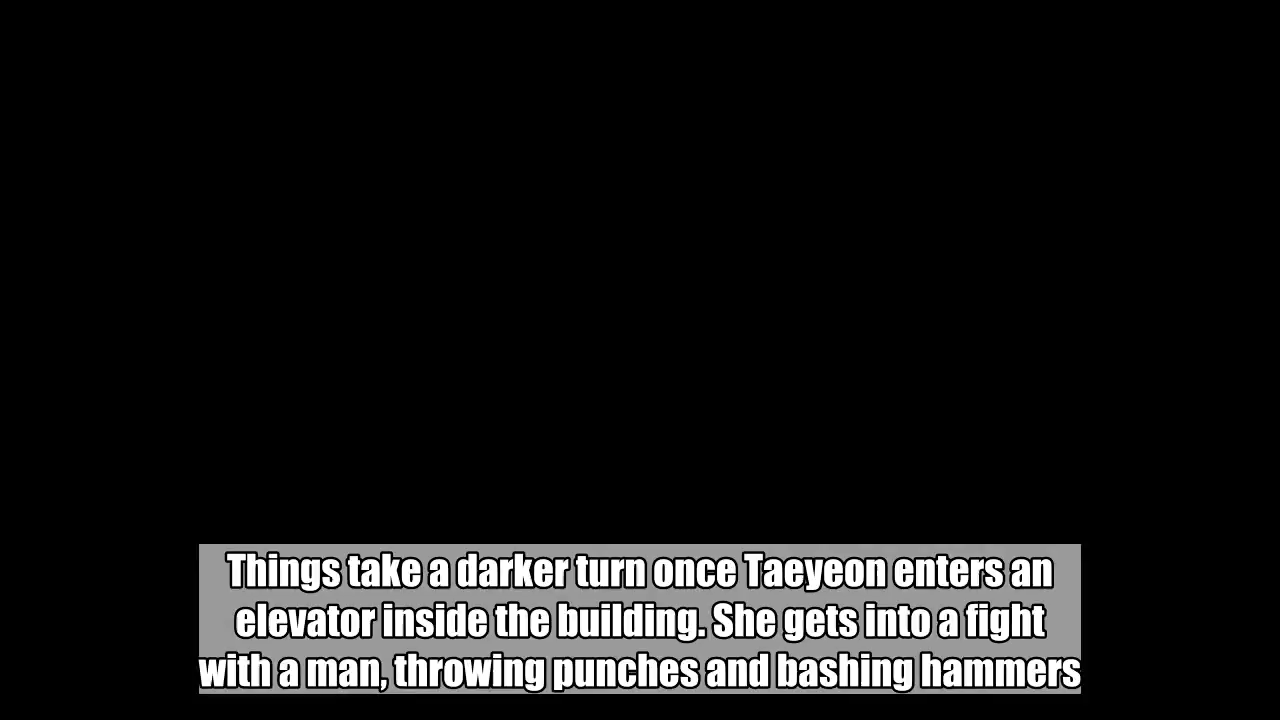 Things take a darker turn once Taeyeon enters an
elevator inside the building. She gets into a fight
with a man, throwing punches and bashing hammers